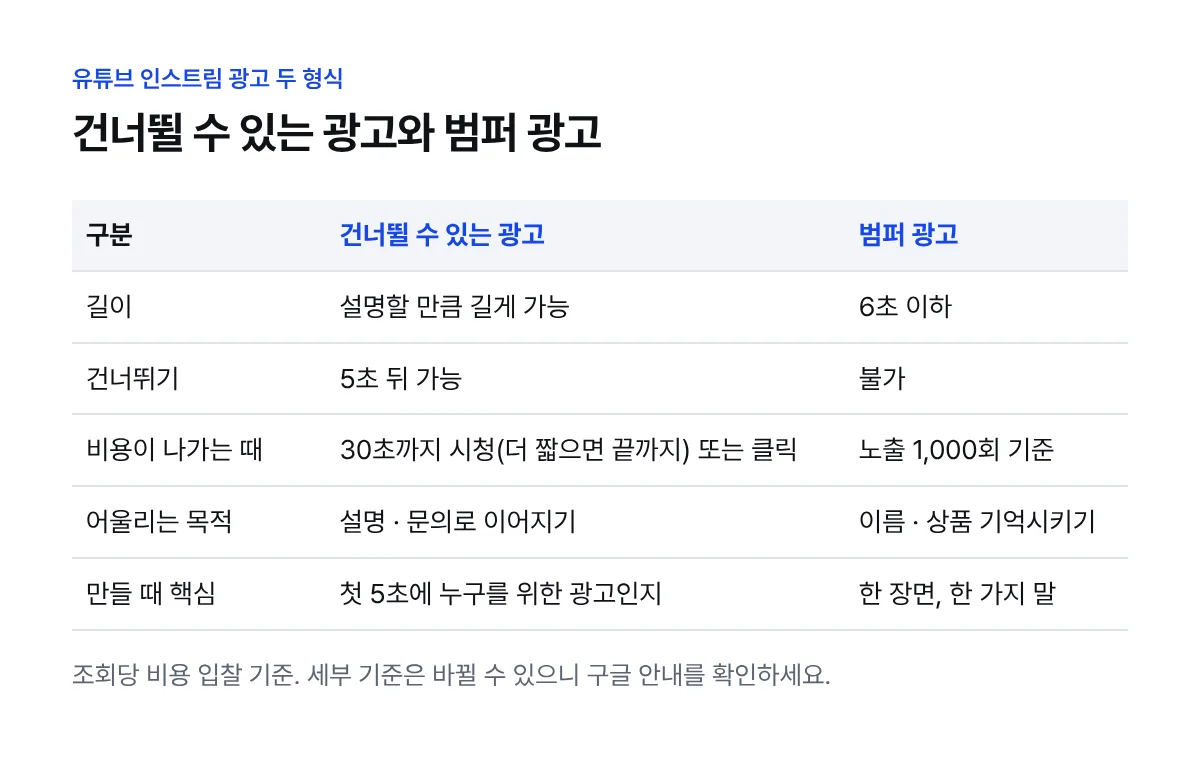 유튜브 인스트림 광고 두 형식
건너뛸 수 있는 광고와 범퍼 광고
구분 건너뛸 수 있는 광고 범퍼 광고
길이 설명할 만큼 길게 가능 6초 이하
건너뛰기 5초 뒤 가능 불가
비용이 나가는 때 30초까지 시청(더 짧으면 끝까지) 또는 클릭 노출 1,000회 기준
어울리는 목적 설명 · 문의로 이어지기 이름 · 상품 기억시키기
만들 때 핵심 첫 5초에 누구를 위한 광고인지 한 장면, 한 가지 말
조회당 비용 입찰 기준. 세부 기준은 바뀔 수 있으니 구글 안내를 확인하세요.